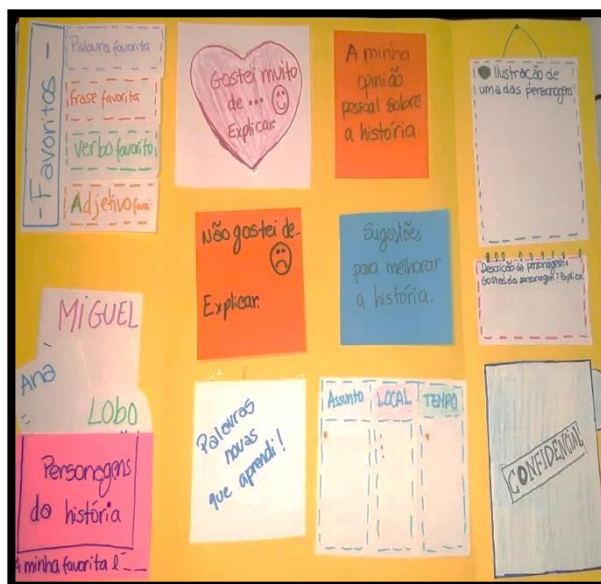 - Favoritos -
Palavra favorita
frase favorita
verbo favorito
Adjetivo favo
Gostei muito
de ...
Explicar
A minha
opinião
pessoal sobre
a história
Ilustração de
uma das personagens!
Não gostei de...
Explicar.
Sugestões
para melhorar
a história.
Descrição da personagem.
Gostas da personagem? Explica.
MIGUEL
Ana
LOBO
Personagens
da história
A minha favorita é - _ _
Palavras
novas
que aprendi!
Assunto
LOCAL
TEMPO
CONFIDENCIAL